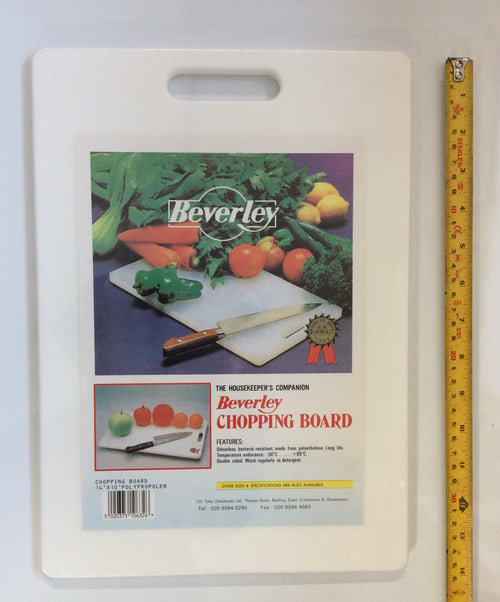 Beverley
THE HOUSEKEEPER'S COMPANION
Beverley
CHOPPING BOARD
FEATURES:
Odourless, bacteria resistant, made from polyethelene. Long life.
Temperature endurance: -30°C +90°C
Double sided. Wash regularly in detergent.
OTHER SIZES & SPECIFICATIONS ARE ALSO AVAILABLE
CHOPPING BOARD
14"X10"POLYPROPOLEN
Tel : 020 8594 0295 Fax : 020 8594 4685
STANLEY